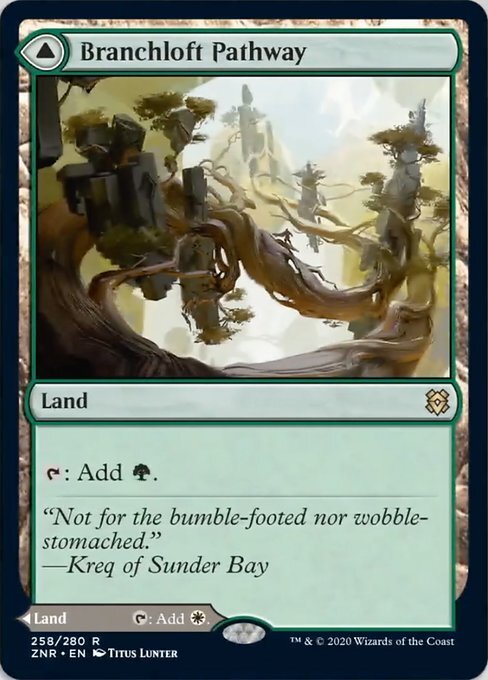 Branchloft Pathway
Land
: Add .
“Not for the bumble-footed nor wobble-
stomached.”
—Kreq of Sunder Bay
Land : Add .
258/280 R
ZNR • EN Titus Lunter
™ & © 2020 Wizards of the Coast